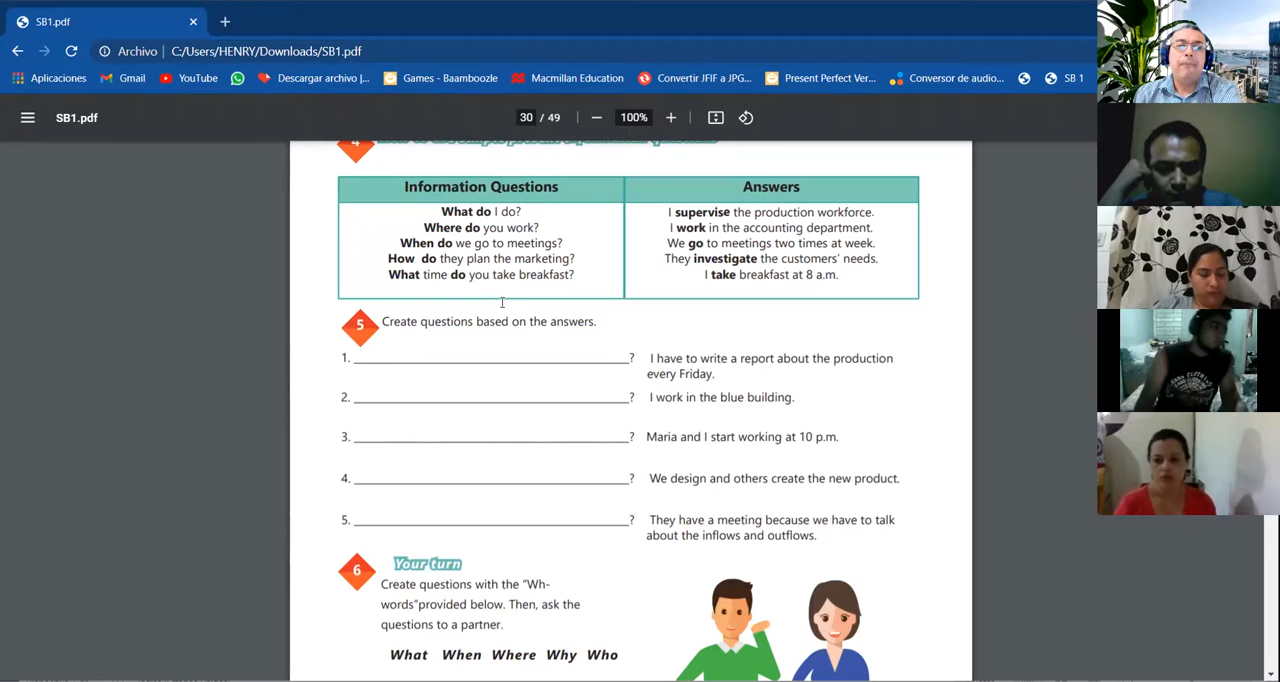 SB1.pdf
Archivo | C:/Users/HENRY/Downloads/SB1.pdf
Aplicaciones Gmail YouTube Descargar archivo |... Games - Baamboozle Macmillan Education Convertir JFIF a JPG... Present Perfect Ver... Conversor de audio... SB 1
SB1.pdf 30 / 49 100%
4
Information Questions Answers
What do I do? I supervise the production workforce.
Where do you work? I work in the accounting department.
When do we go to meetings? We go to meetings two times at week.
How do they plan the marketing? They investigate the customers' needs.
What time do you take breakfast? I take breakfast at 8 a.m.
5 Create questions based on the answers.
1. ? I have to write a report about the production
every Friday.
2. ? I work in the blue building.
3. ? Maria and I start working at 10 p.m.
4. ? We design and others create the new product.
5. ? They have a meeting because we have to talk
about the inflows and outflows.
6 Your turn
Create questions with the “Wh-
words”provided below. Then, ask the
questions to a partner.
What When Where Why Who